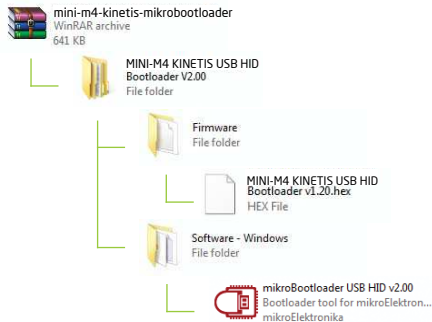 mini-m4-kinetis-mikrobootloader
WinRAR archive
641 KB
MINI-M4 KINETIS USB HID
Bootloader V2.00
File folder
Firmware
File folder
MINI-M4 KINETIS USB HID
Bootloader v1.20.hex
HEX File
Software - Windows
File folder
mikroBootloader USB HID v2.00
Bootloader tool for mikroElektron...
mikroElektronika